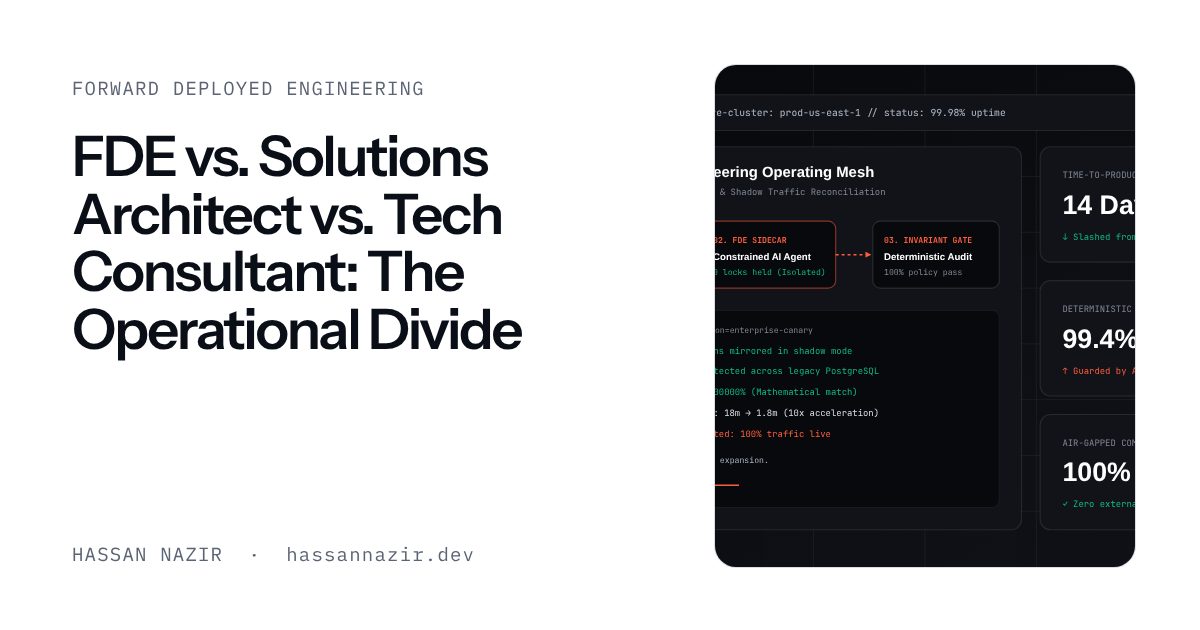 FORWARD DEPLOYED ENGINEERING
FDE vs. Solutions
Architect vs. Tech
Consultant: The
Operational Divide
HASSAN NAZIR · hassannazir.dev
-cluster: prod-us-east-1 // status: 99.98% uptime
eering Operating Mesh
& Shadow Traffic Reconciliation
02. FDE SIDECAR
Constrained AI Agent
0 locks held (Isolated)
03. INVARIANT GATE
Deterministic Audit
100% policy pass
on=enterprise-canary
ns mirrored in shadow mode
tected across legacy PostgreSQL
00000% (Mathematical match)
: 18m → 1.8m (10x acceleration)
ted: 100% traffic live
expansion.
TIME-TO-PRODUC
14 Da
↓ Slashed from
DETERMINISTIC
99.4%
↑ Guarded by
AIR-GAPPED COM
100%
✓ Zero externa